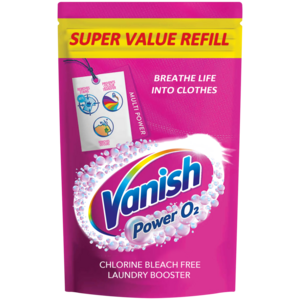 SUPER VALUE REFILL
BREATHE LIFE
INTO CLOTHES
MULTI POWER
Vanish
Power O₂
CHLORINE BLEACH FREE
LAUNDRY BOOSTER